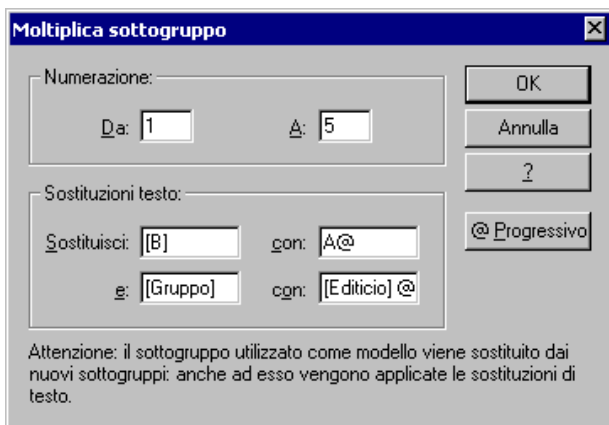 Moltiplica sottogruppo
Numerazione:
Da: 1 A: 5
OK
Annulla
?
Sostituzioni testo:
Sostituisci: [B] con: A@
@ Progressivo
e: [Gruppo] con: [Editicio] @
Attenzione: il sottogruppo utilizzato come modello viene sostituito dai
nuovi sottogruppi: anche ad esso vengono applicate le sostituzioni di
testo.